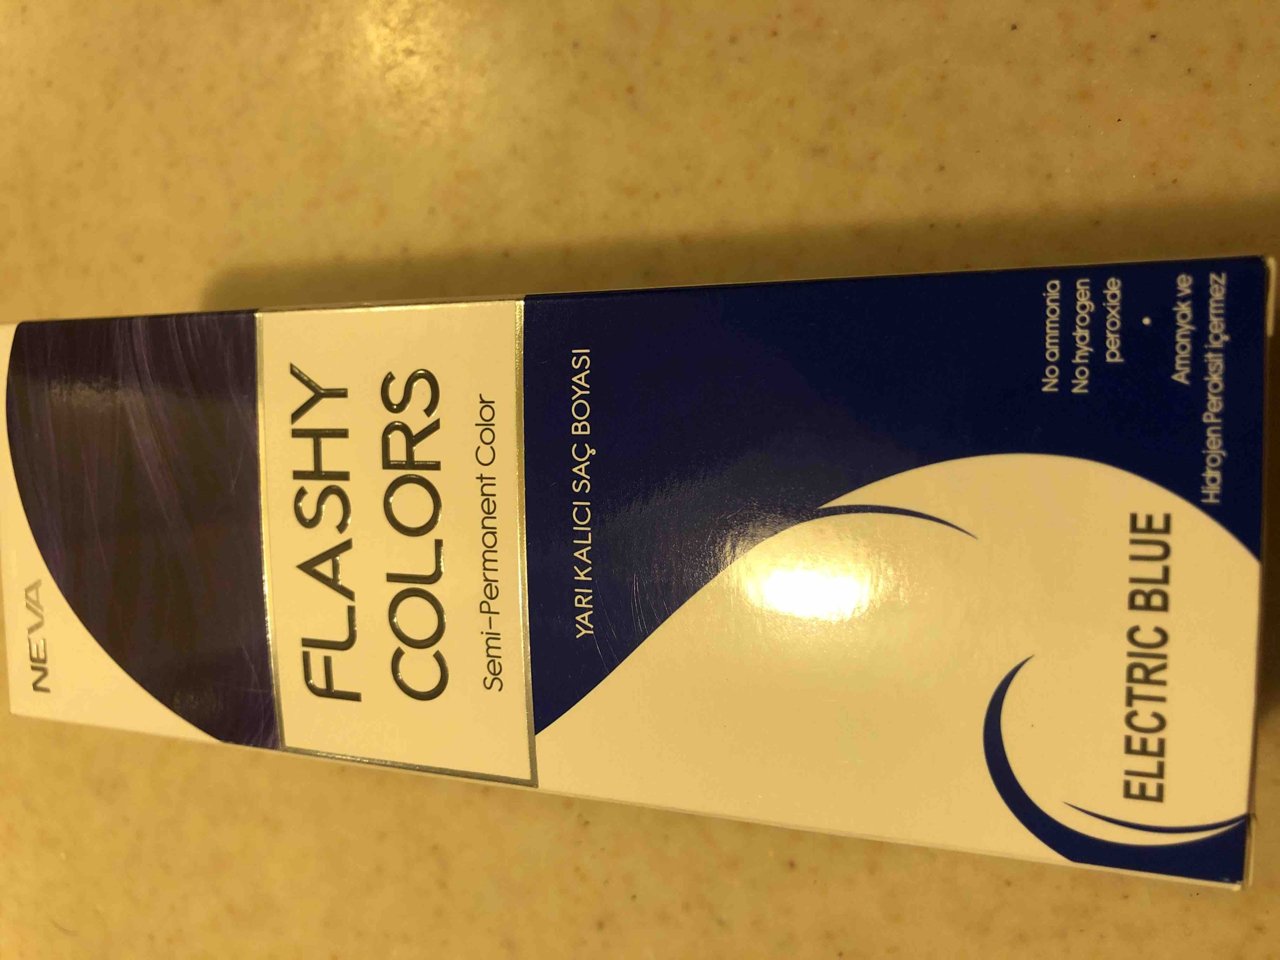 NEVA
FLASHY
COLORS
Semi-Permanent Color
YARI KALICI SAÇ BOYASI
No ammonia
No hydrogen
peroxide
•
Amonyak ve
Hidrojen Peroksit içermez
ELECTRIC BLUE